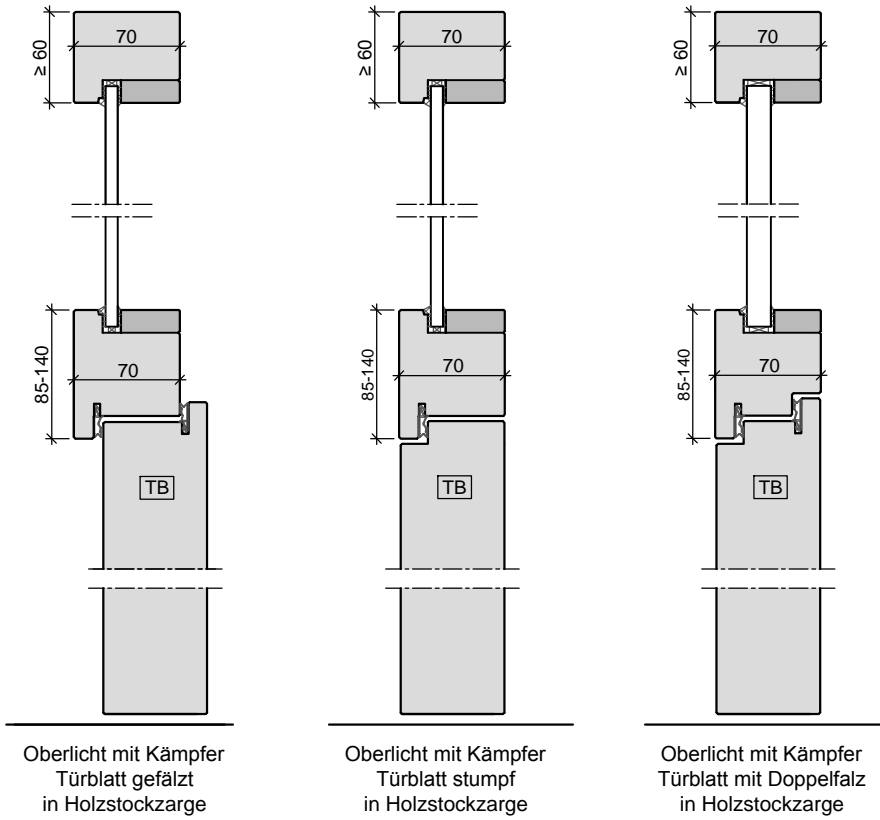 ≥ 60
70
≥ 60
70
≥ 60
70
85-140
70
85-140
70
85-140
70
TB
TB
TB
Oberlicht mit Kämpfer
Türblatt gefälzt
in Holzstockzarge
Oberlicht mit Kämpfer
Türblatt stumpf
in Holzstockzarge
Oberlicht mit Kämpfer
Türblatt mit Doppelfalz
in Holzstockzarge